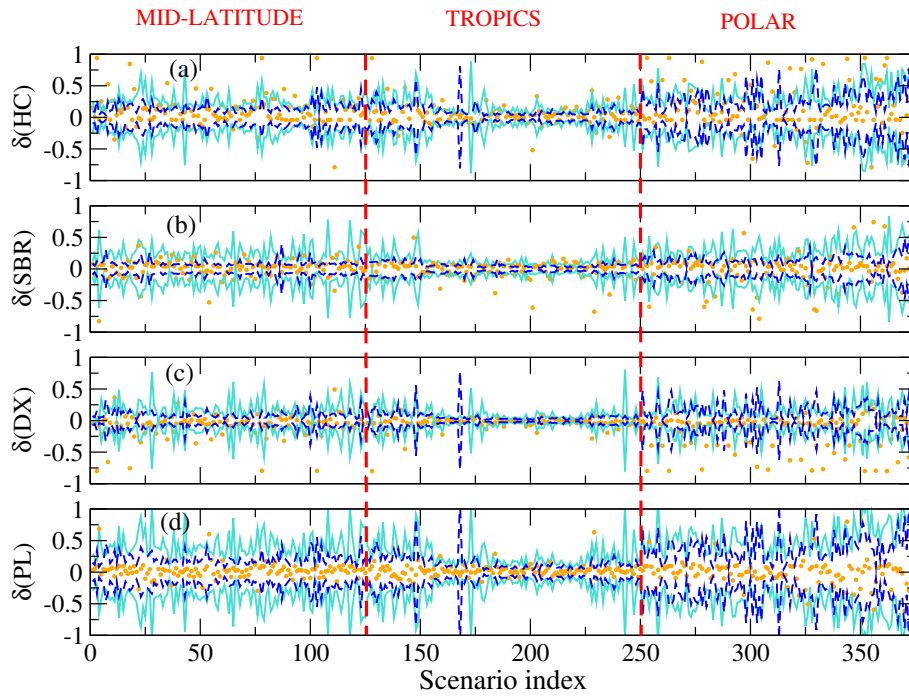 MID-LATITUDE TROPICS POLAR
1
0.5
0
-0.5
-1
δ(HC)
(a)
1
0.5
0
-0.5
-1
δ(SBR)
(b)
1
0.5
0
-0.5
-1
δ(DX)
(c)
1
0.5
0
-0.5
-1
δ(PL)
(d)
0 50 100 150 200 250 300 350
Scenario index